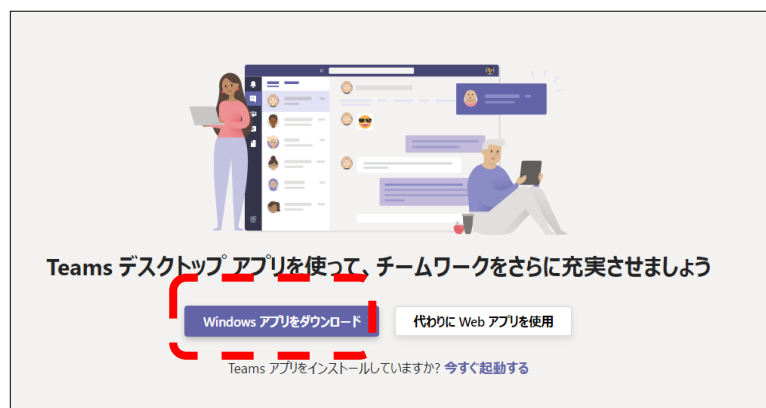 Teams デスクトップ アプリを使って、チームワークをさらに充実させましょう
Windows アプリをダウンロード
代わりに Web アプリを使用
Teams アプリをインストールしていますか? 今すぐ起動する